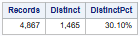 Records Distinct DistinctPct
4,867 1,465 30.10%